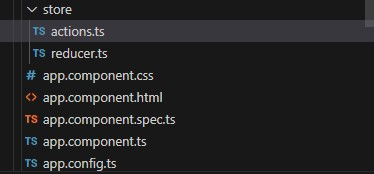 store
TS actions.ts
TS reducer.ts
# app.component.css
<> app.component.html
TS app.component.spec.ts
TS app.component.ts
TS app.config.ts